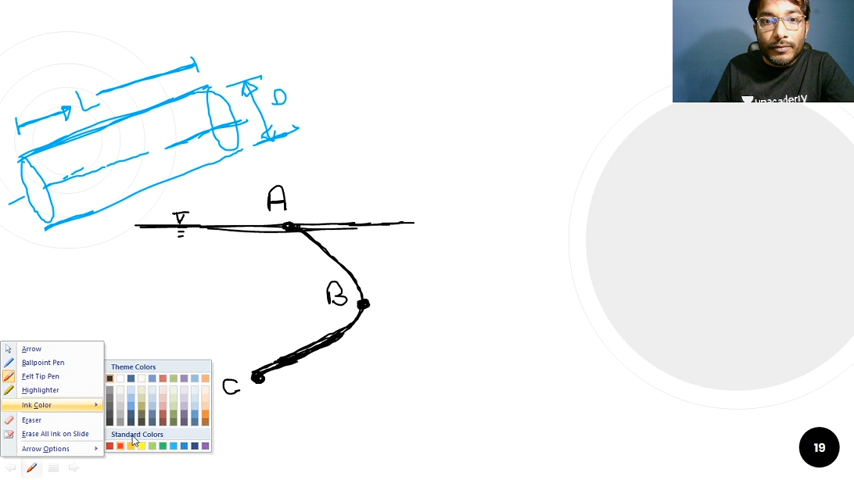 L
D
A
B
C
unacademy
Arrow
Ballpoint Pen
Felt Tip Pen
Highlighter
Ink Color
Eraser
Erase All Ink on Slide
Arrow Options
Theme Colors
Standard Colors
19